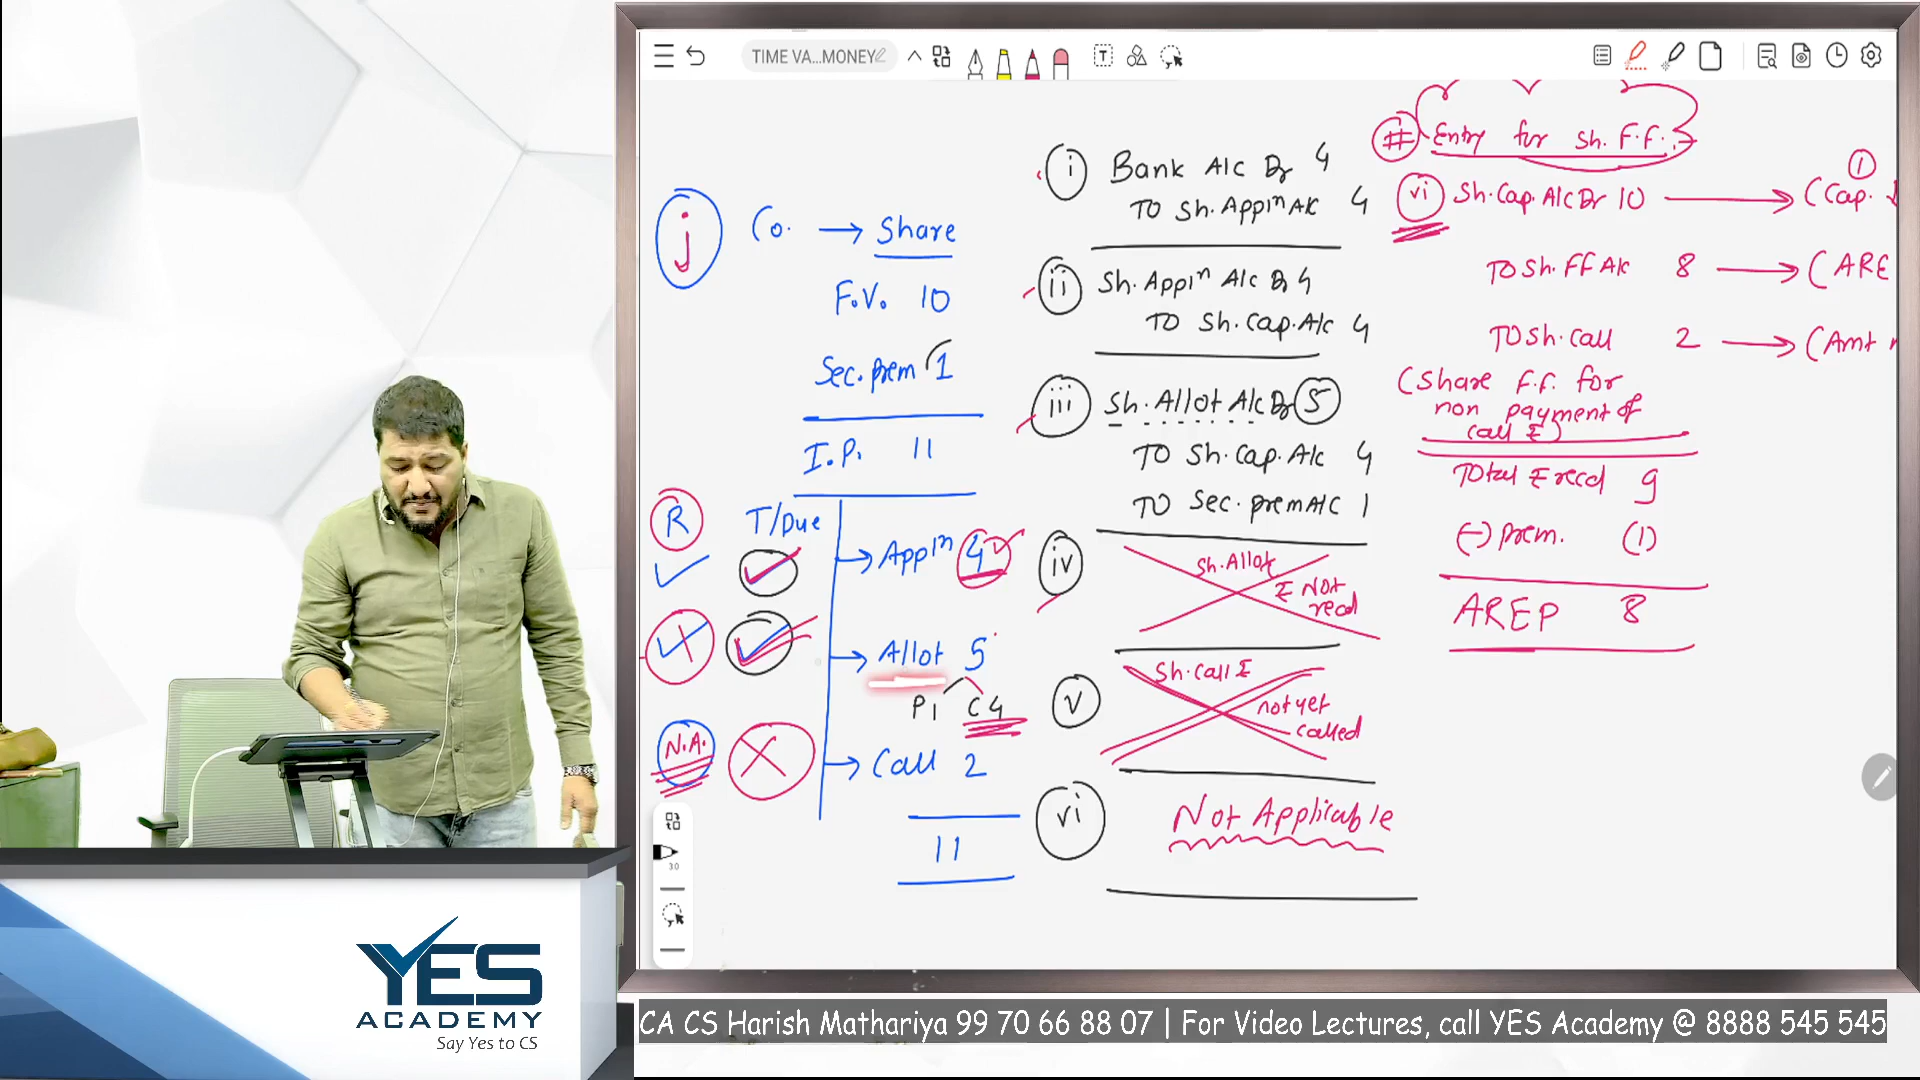 TIME VA...MONEY
j Co. → Share
F.V. 10
Sec. prem 1
I.P. 11
R T/Due
Appln 4
Allot 5
P1 C4
N.A.
Call 2
11
i Bank A/c Dr 4
TO Sh. Appln A/c 4
ii Sh. Appln A/c Dr 4
TO Sh. Cap. A/c 4
iii Sh. Allot A/c Dr 5
TO Sh. Cap. A/c 4
TO Sec. prem A/c 1
iv Sh. Allot
₹ Not
recd
v Sh. Call ₹
not yet
called
vi Not Applicable
# Entry for Sh. F.F.
1
vi Sh. Cap. A/c Dr 10 → (Cap.
TO Sh. FF A/c 8 → (ARE
TO Sh. call 2 → (Amt
(Share F.F. for
non payment of
call ₹)
Total ₹ recd 9
(-) prem. (1)
AREP 8
30
YES
ACADEMY
Say Yes to CS
CA CS Harish Mathariya 99 70 66 88 07 | For Video Lectures, call YES Academy @ 8888 545 545